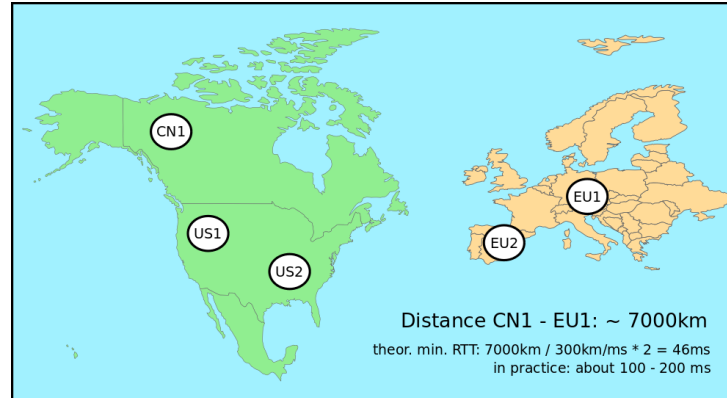 CN1
US1
US2
EU1
EU2
Distance CN1 - EU1: ~ 7000km
theor. min. RTT: 7000km / 300km/ms * 2 = 46ms
in practice: about 100 - 200 ms